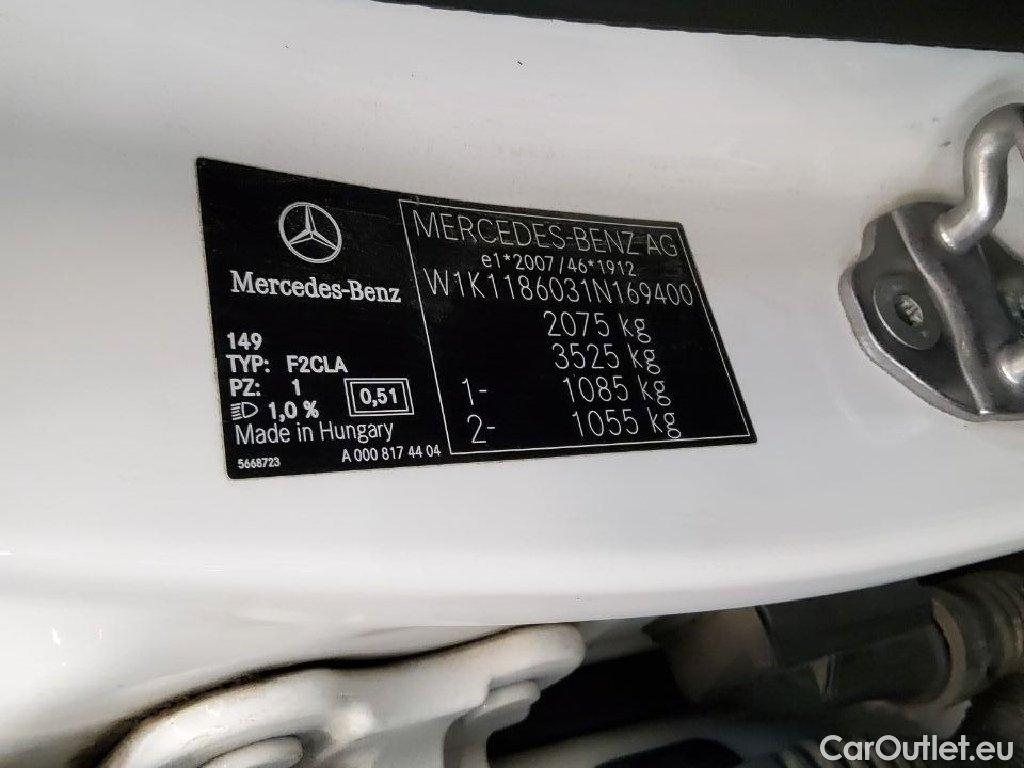 Mercedes-Benz
149
TYP: F2CLA
PZ: 1
1,0 %
0,51
Made in Hungary
5668723
A 000 817 44 04
MERCEDES-BENZ AG
e1*2007/46*1912
W1K1186031N169400
2075 kg
3525 kg
1- 1085 kg
2- 1055 kg
CarOutlet.eu